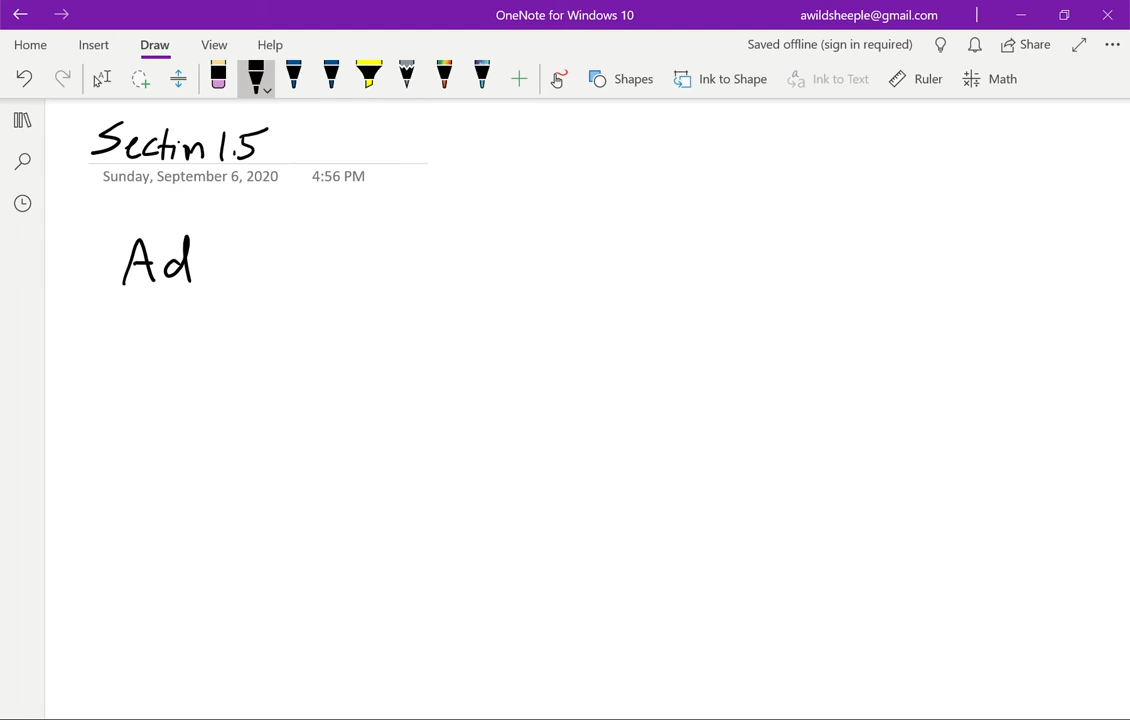 OneNote for Windows 10 awildsheeple@gmail.com
Home Insert Draw View Help Saved offline (sign in required) Share
Shapes Ink to Shape Ink to Text Ruler Math
Section 1.5
Sunday, September 6, 2020 4:56 PM
Ad